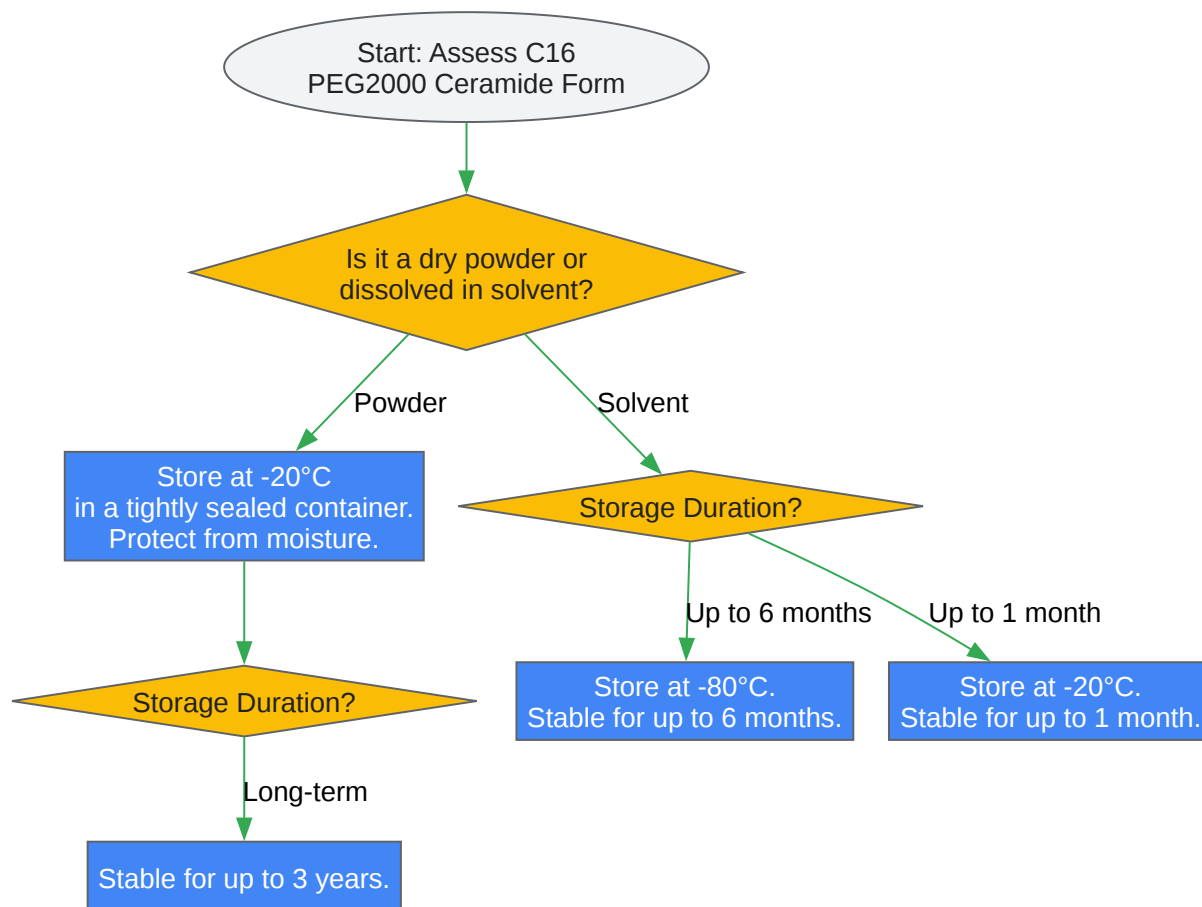 Start: Assess C16
PEG2000 Ceramide Form
Is it a dry powder or
dissolved in solvent?
Powder
Solvent
Store at -20°C
in a tightly sealed container.
Protect from moisture.
Storage Duration?
Up to 6 months
Up to 1 month
Storage Duration?
Store at -80°C.
Stable for up to 6 months.
Store at -20°C.
Stable for up to 1 month.
Long-term
Stable for up to 3 years.